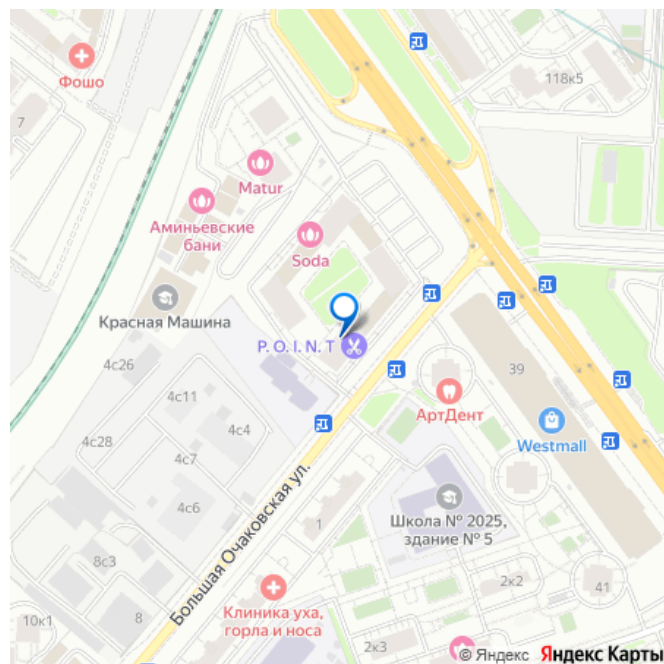 Фошо
7
118к5
Matur
Аминьевские
бани
Soda
Красная Машина
P. O. I. N. T
4с26
4с11
4с28
4с4
4с7
4с6
8с3
39
АртДент
Westmall
Школа № 2025,
здание № 5
Большая Очаковская ул.
1
Клиника уха,
горла и носа
10к1
8
2к2
41
2к3
© Яндекс Яндекс Карты